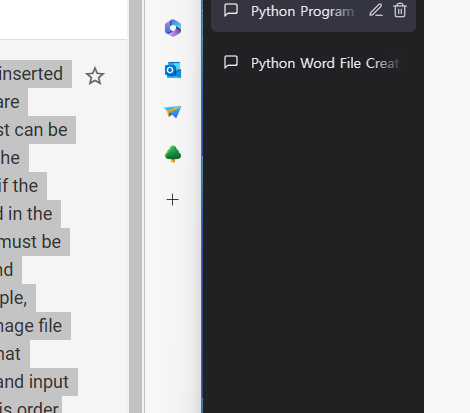 inserted
are
st can be
he
if the
d in the
must be
nd
ple,
nage file
hat
and input
is order
Python Program
Python Word File Creat